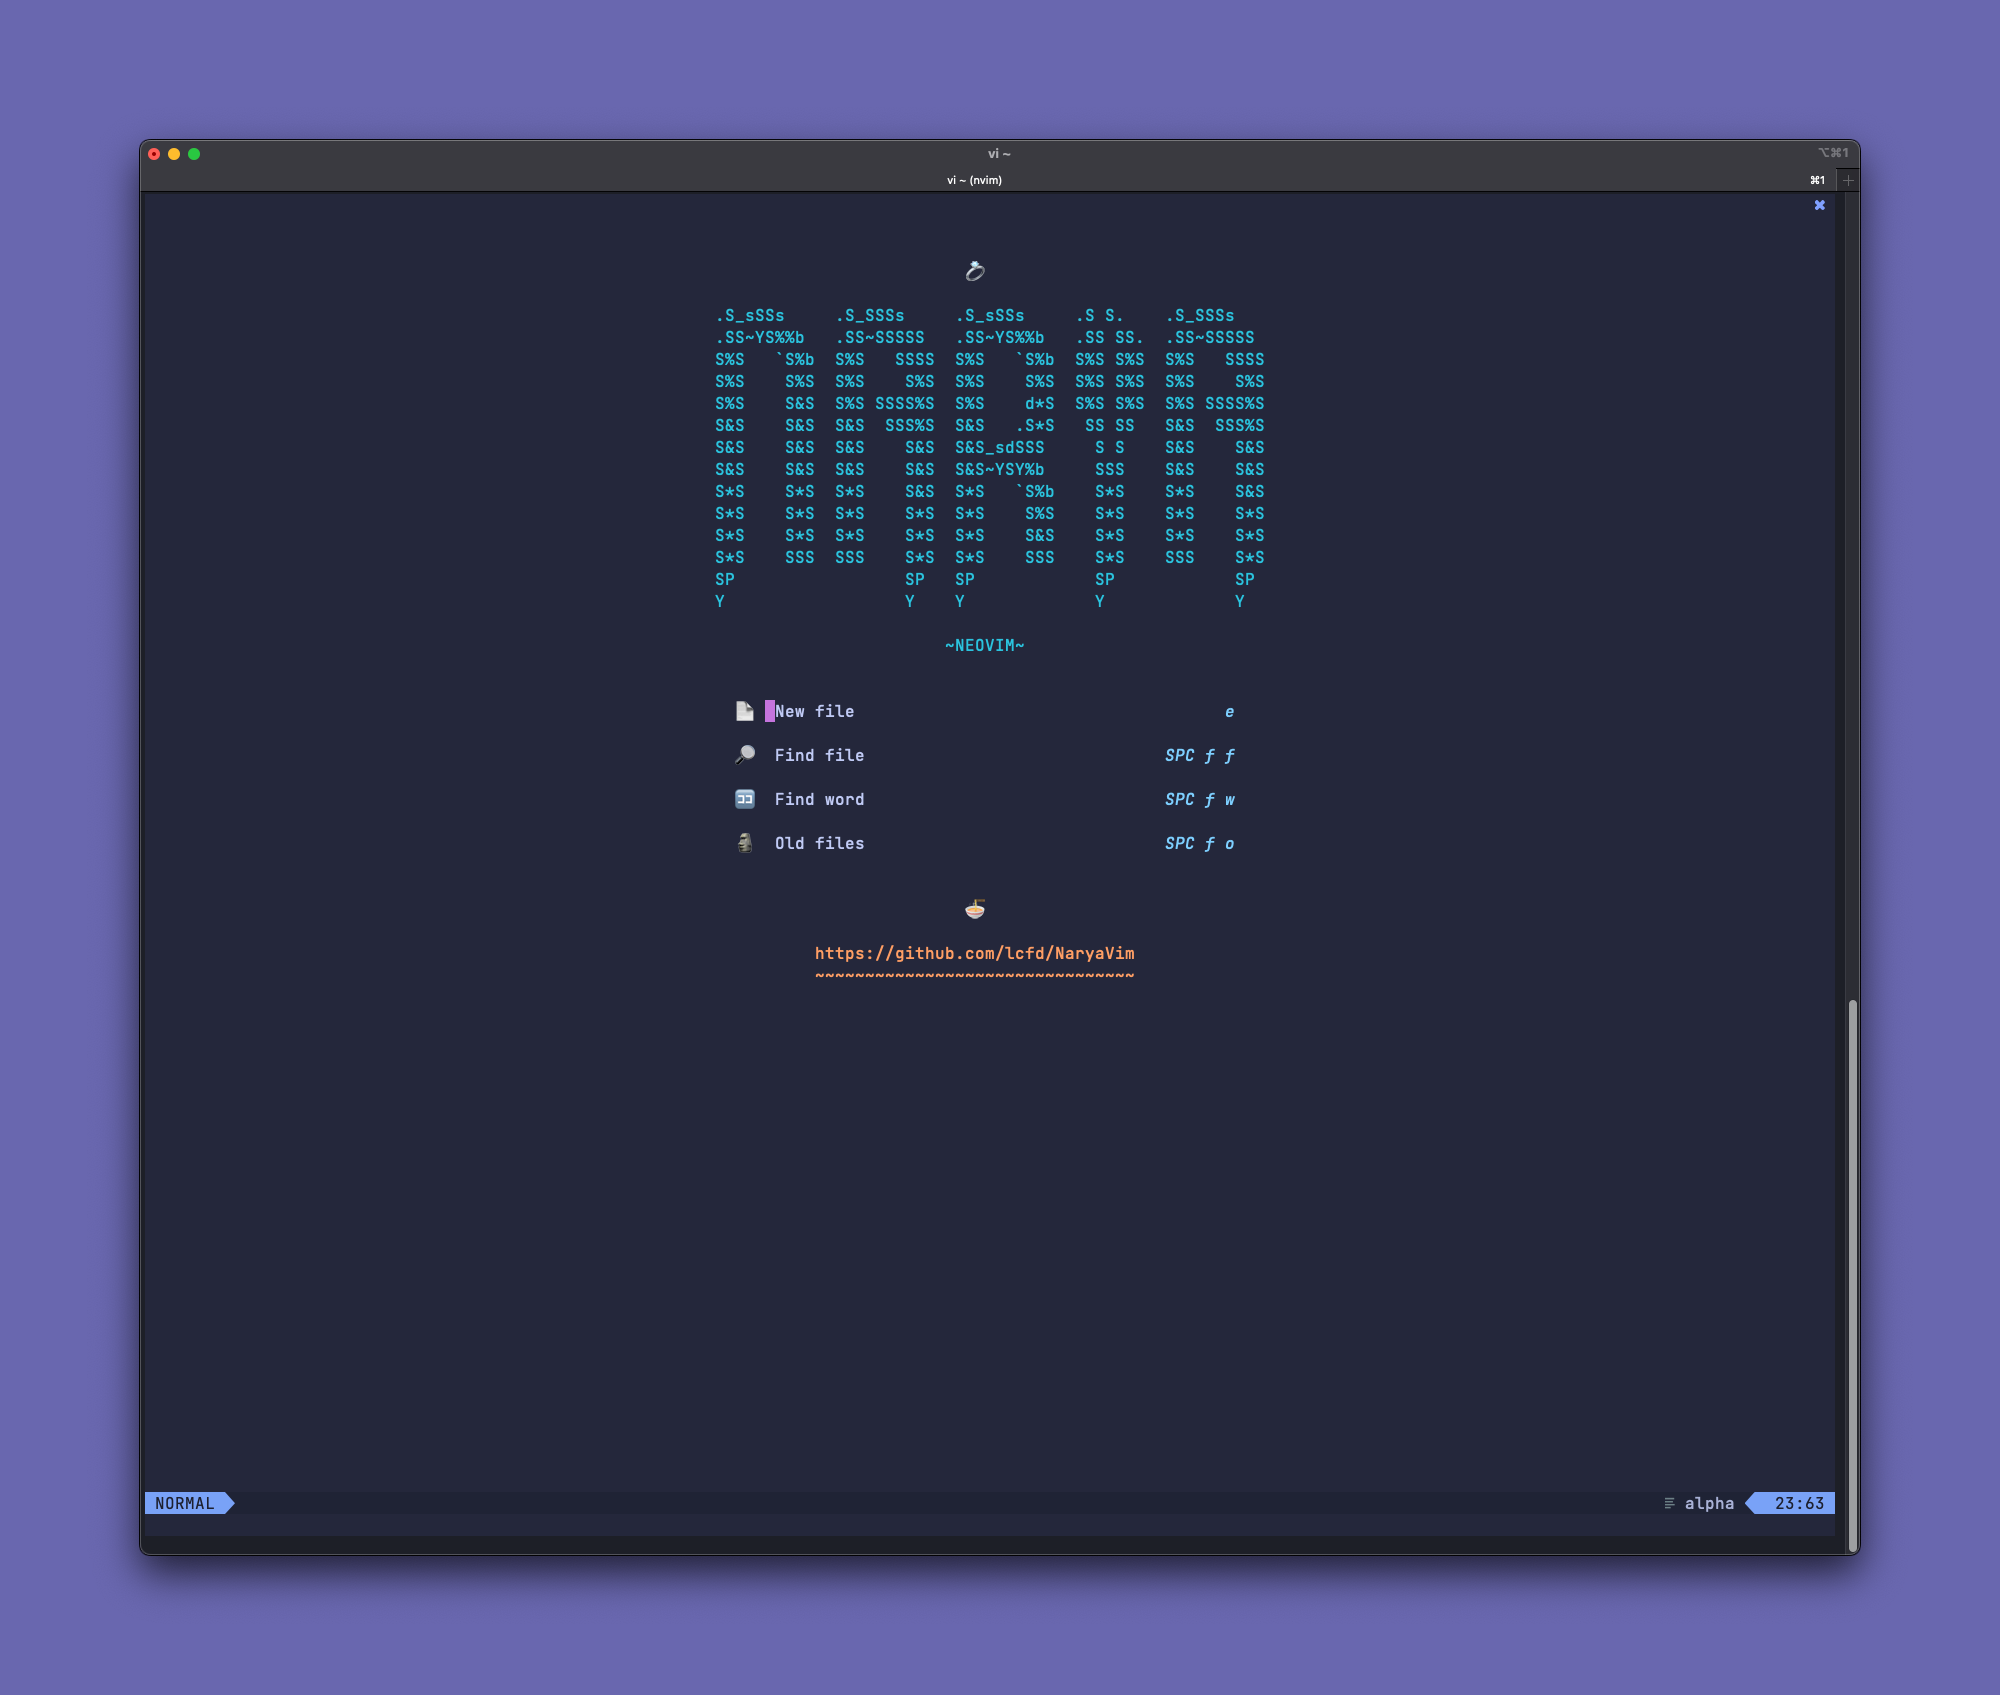 vi ~ ⌥⌘1
vi ~ (nvim) ⌘1
.S_sSSs     .S_SSSs     .S_sSSs     .S S.    .S_SSSs
.SS~YS%%b   .SS~SSSSS   .SS~YS%%b   .SS SS.  .SS~SSSSS
S%S   `S%b  S%S   SSSS  S%S   `S%b  S%S S%S  S%S   SSSS
S%S    S%S  S%S    S%S  S%S    S%S  S%S S%S  S%S    S%S
S%S    S&S  S%S SSSS%S  S%S    d*S  S%S S%S  S%S SSSS%S
S&S    S&S  S&S  SSS%S  S&S   .S*S   SS SS   S&S  SSS%S
S&S    S&S  S&S    S&S  S&S_sdSSS     S S    S&S    S&S
S&S    S&S  S&S    S&S  S&S~YSY%b     SSS    S&S    S&S
S*S    S*S  S*S    S&S  S*S   `S%b    S*S    S*S    S&S
S*S    S*S  S*S    S*S  S*S    S%S    S*S    S*S    S*S
S*S    S*S  S*S    S*S  S*S    S&S    S*S    S*S    S*S
S*S    SSS  SSS    S*S  S*S    SSS    S*S    SSS    S*S
SP                 SP   SP            SP            SP
Y                  Y    Y             Y             Y
~NEOVIM~
New file e
Find file SPC f f
🈁 Find word SPC f w
Old files SPC f o
https://github.com/lcfd/NaryaVim
~~~~~~~~~~~~~~~~~~~~~~~~~~~~~~~~
NORMAL alpha 23:63